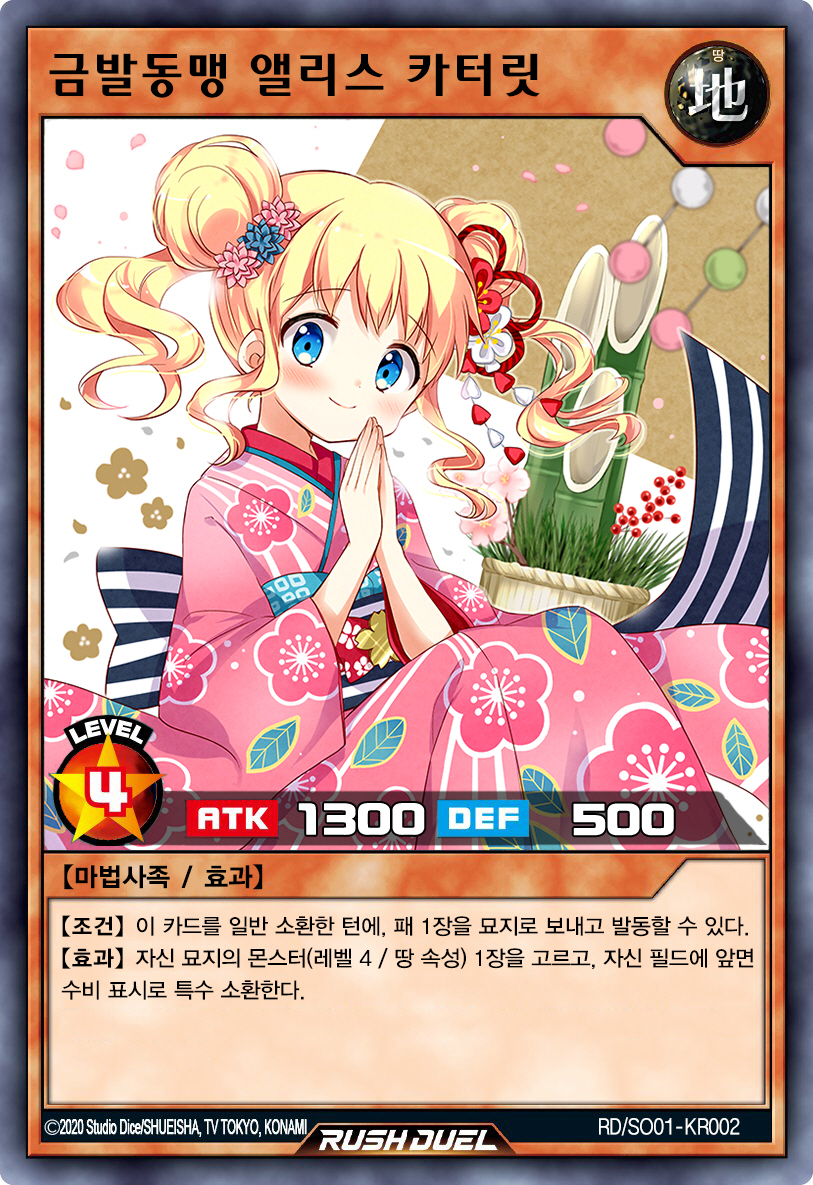 금발동맹 앨리스 카터릿
땅
地
LEVEL
4
ATK 1300 DEF 500
【마법사족 / 효과】
【조건】 이 카드를 일반 소환한 턴에, 패 1장을 묘지로 보내고 발동할 수 있다.
【효과】 자신 묘지의 몬스터(레벨 4 / 땅 속성) 1장을 고르고, 자신 필드에 앞면
수비 표시로 특수 소환한다.
©2020 Studio Dice/SHUEISHA, TV TOKYO, KONAMI
RUSH DUEL
RD/SO01-KR002